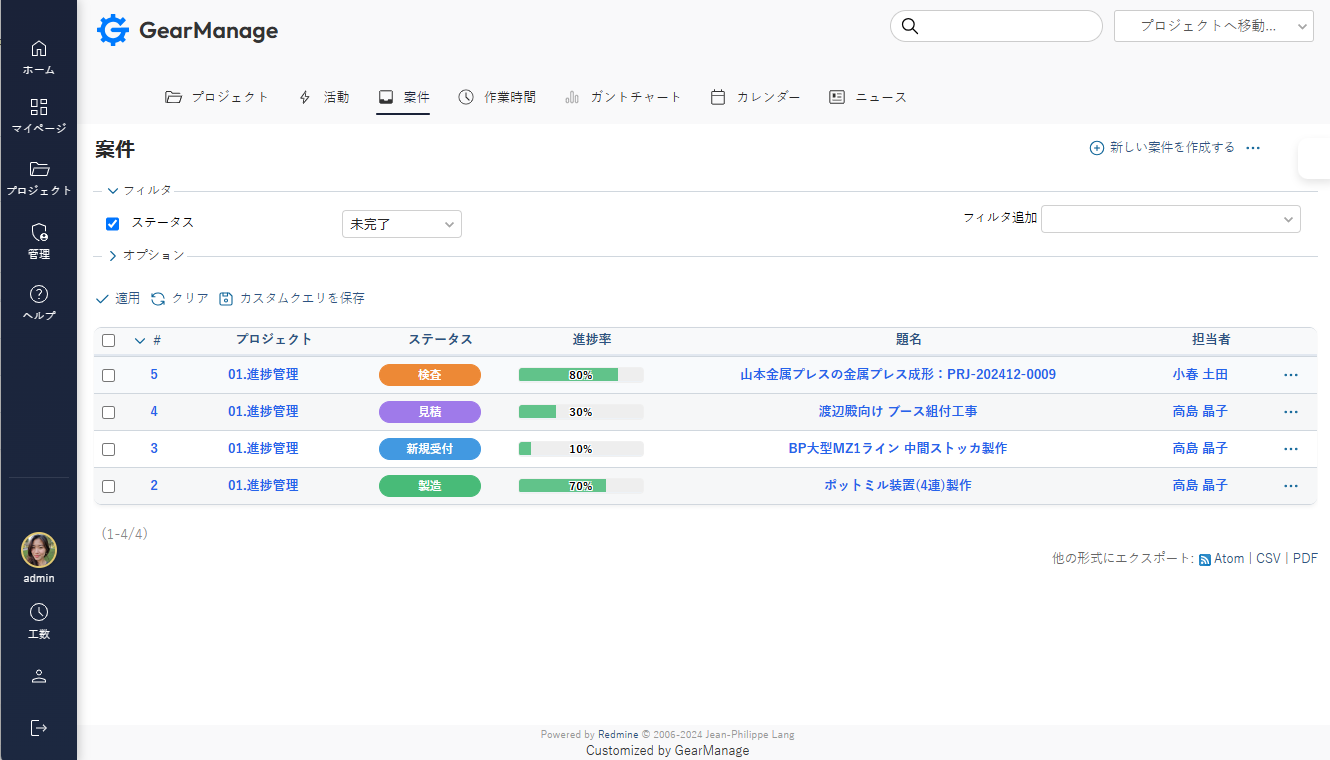 GearManage
プロジェクトへ移動...
ホーム
マイページ
プロジェクト
管理
ヘルプ
admin
工数
プロジェクト 活動 案件 作業時間 ガントチャート カレンダー ニュース
案件
新しい案件を作成する ...
フィルタ
ステータス 未完了 フィルタ追加
オプション
適用 クリア カスタムクエリを保存
# プロジェクト ステータス 進捗率 題名 担当者
5 01.進捗管理 検査 80% 山本金属プレスの金属プレス成形：PRJ-202412-0009 小春 土田 ...
4 01.進捗管理 見積 30% 渡辺殿向け ブース組付工事 高島 晶子 ...
3 01.進捗管理 新規受付 10% BP大型MZ1ライン 中間ストッカ製作 高島 晶子 ...
2 01.進捗管理 製造 70% ポットミル装置(4連)製作 高島 晶子 ...
(1-4/4)
他の形式にエクスポート: Atom | CSV | PDF
Powered by Redmine © 2006-2024 Jean-Philippe Lang
Customized by GearManage